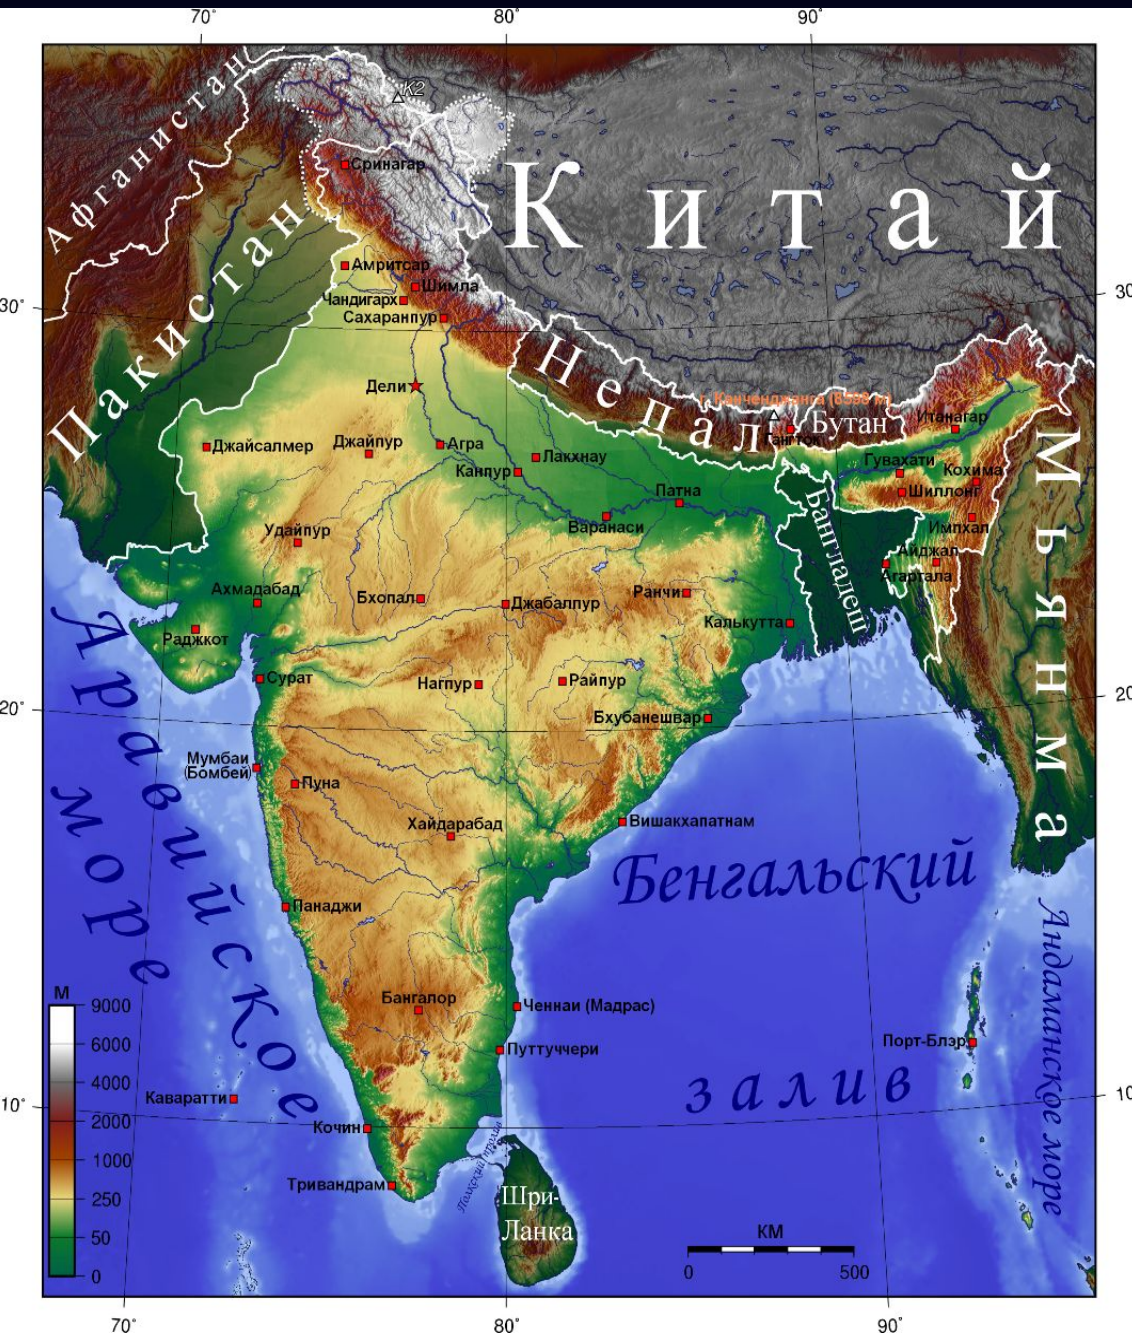 70° 80° 90°
Афганистан
K2
Сринагар
Китай
Пакистан
Амритсар
Шимла
Чандигарх
Сахаранпур
30° 30°
Непал
Дели
г. Канченджанга (8598 м)
Бутан
Гангток
Итанагар
Джайсалмер
Джайпур
Агра
Лакхнау
Канпур
Гувахати
Кохима
Шиллонг
Патна
Варанаси
Импхал
Мьянма
Бангладеш
Удайпур
Айджал
Агартала
Ахмадабад
Бхопал
Джабалпур
Ранчи
Калькутта
Раджкот
Сурат
Нагпур
Райпур
Бхубанешвар
20° 20°
Аравийское
море
Мумбаи
(Бомбей)
Пуна
Хайдарабад
Вишакхапатнам
Бенгальский
залив
Панаджи
Андаманское море
Бангалор
Ченнаи (Мадрас)
Путтуччери
Порт-Блэр
М
9000
6000
4000
2000
1000
250
50
0
Каваратти
10° 10°
Кочин
Полкский пролив
Тривандрам
Шри-
Ланка
КМ
0 500
70° 80° 90°